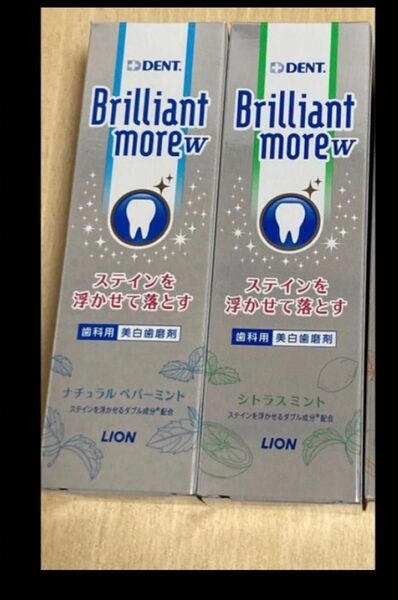 DENT.
Brilliant
more W
ステインを
浮かせて落とす
歯科用 美白歯磨剤
ナチュラル ペパーミント
ステインを浮かせるダブル成分*配合
LION
DENT.
Brilliant
more W
ステインを
浮かせて落とす
歯科用 美白歯磨剤
シトラス ミント
ステインを浮かせるダブル成分*配合
LION